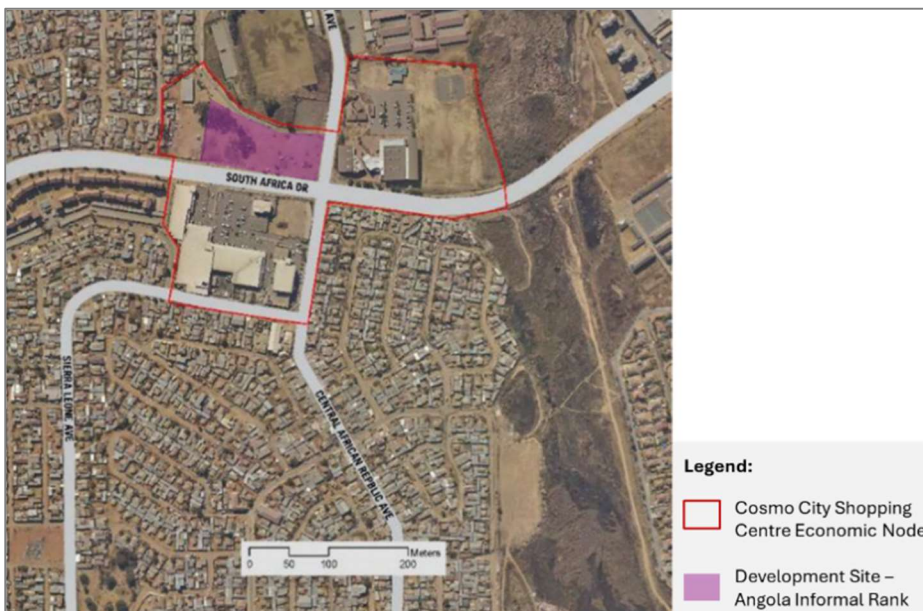 AVE
SOUTH AFRICA DR
SIERRA LEONE AVE
CENTRAL AFRICAN REPBLIC AVE
Meters
0 50 100 200
Legend:
Cosmo City Shopping
Centre Economic Node
Development Site –
Angola Informal Rank